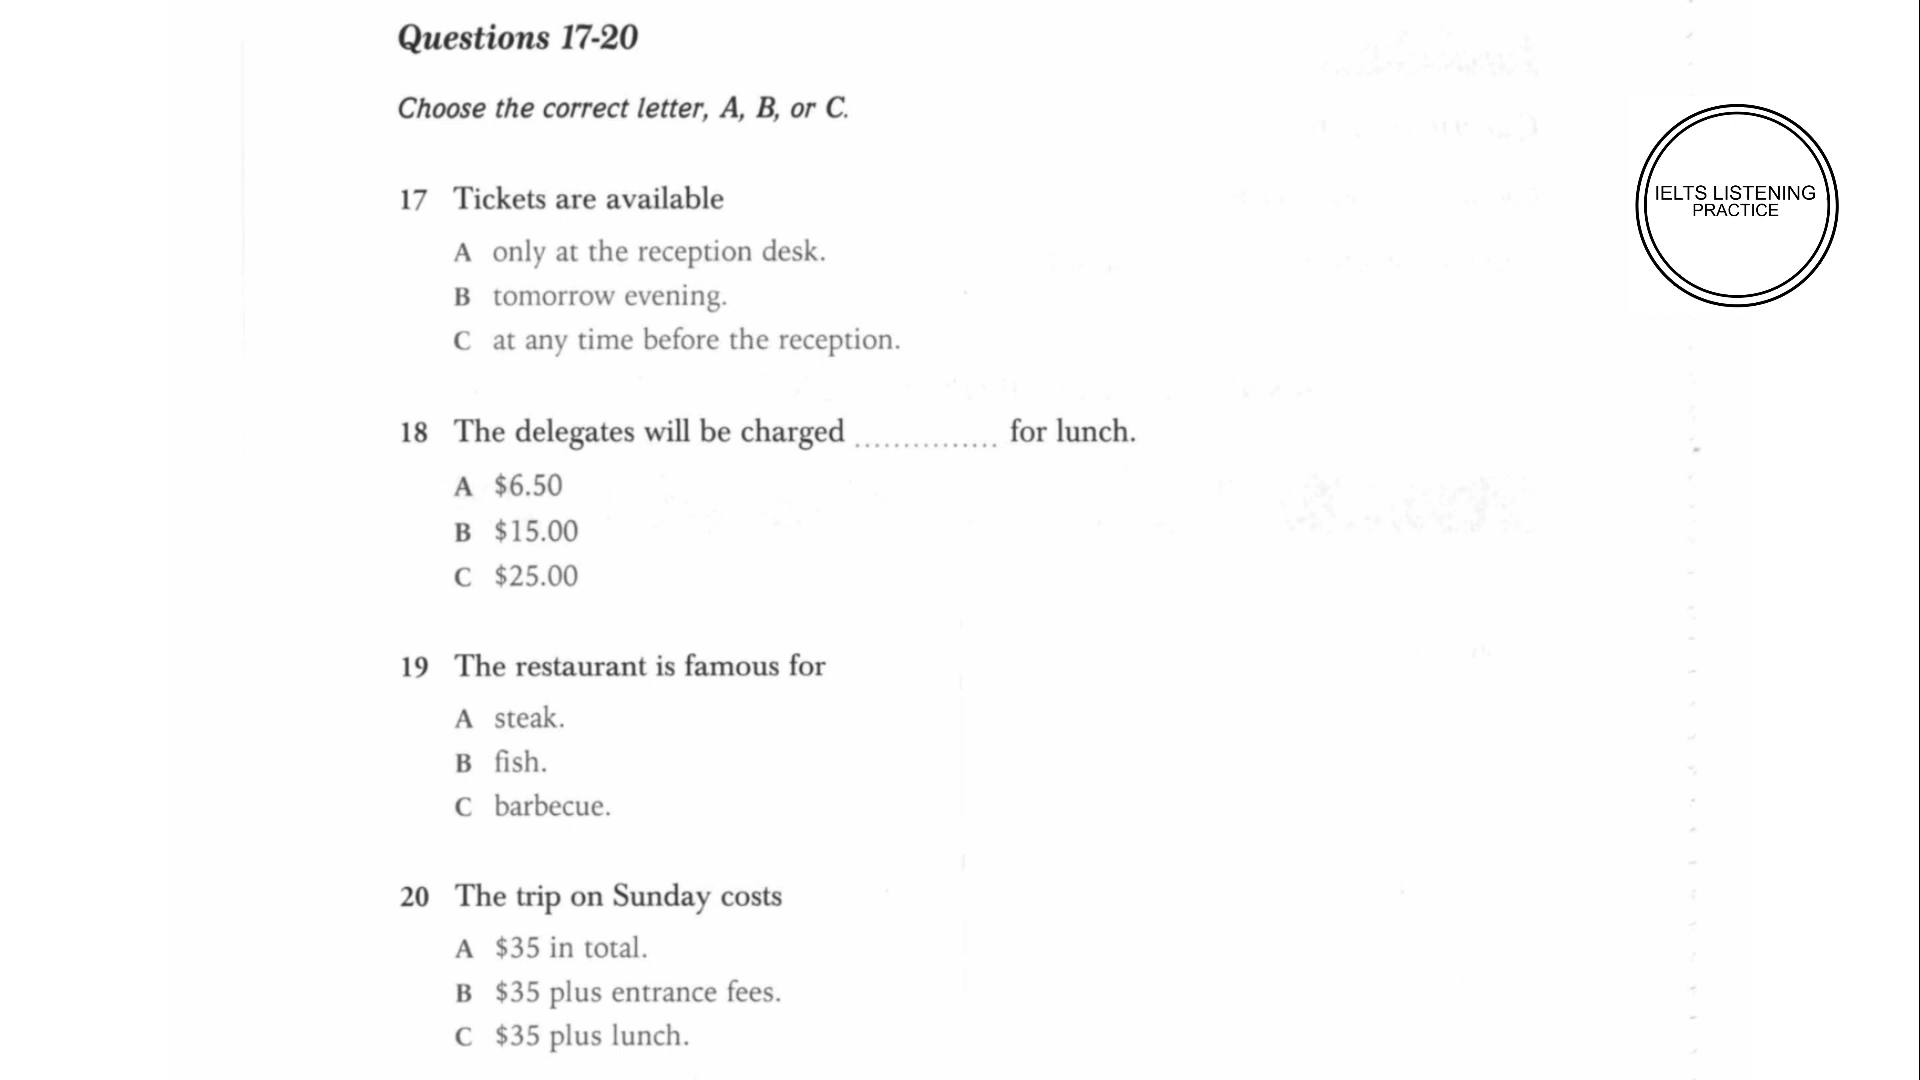 Questions 17-20
Choose the correct letter, A, B, or C.
17 Tickets are available
A only at the reception desk.
B tomorrow evening.
C at any time before the reception.
18 The delegates will be charged ............... for lunch.
A $6.50
B $15.00
C $25.00
19 The restaurant is famous for
A steak.
B fish.
C barbecue.
20 The trip on Sunday costs
A $35 in total.
B $35 plus entrance fees.
C $35 plus lunch.
IELTS LISTENING
PRACTICE